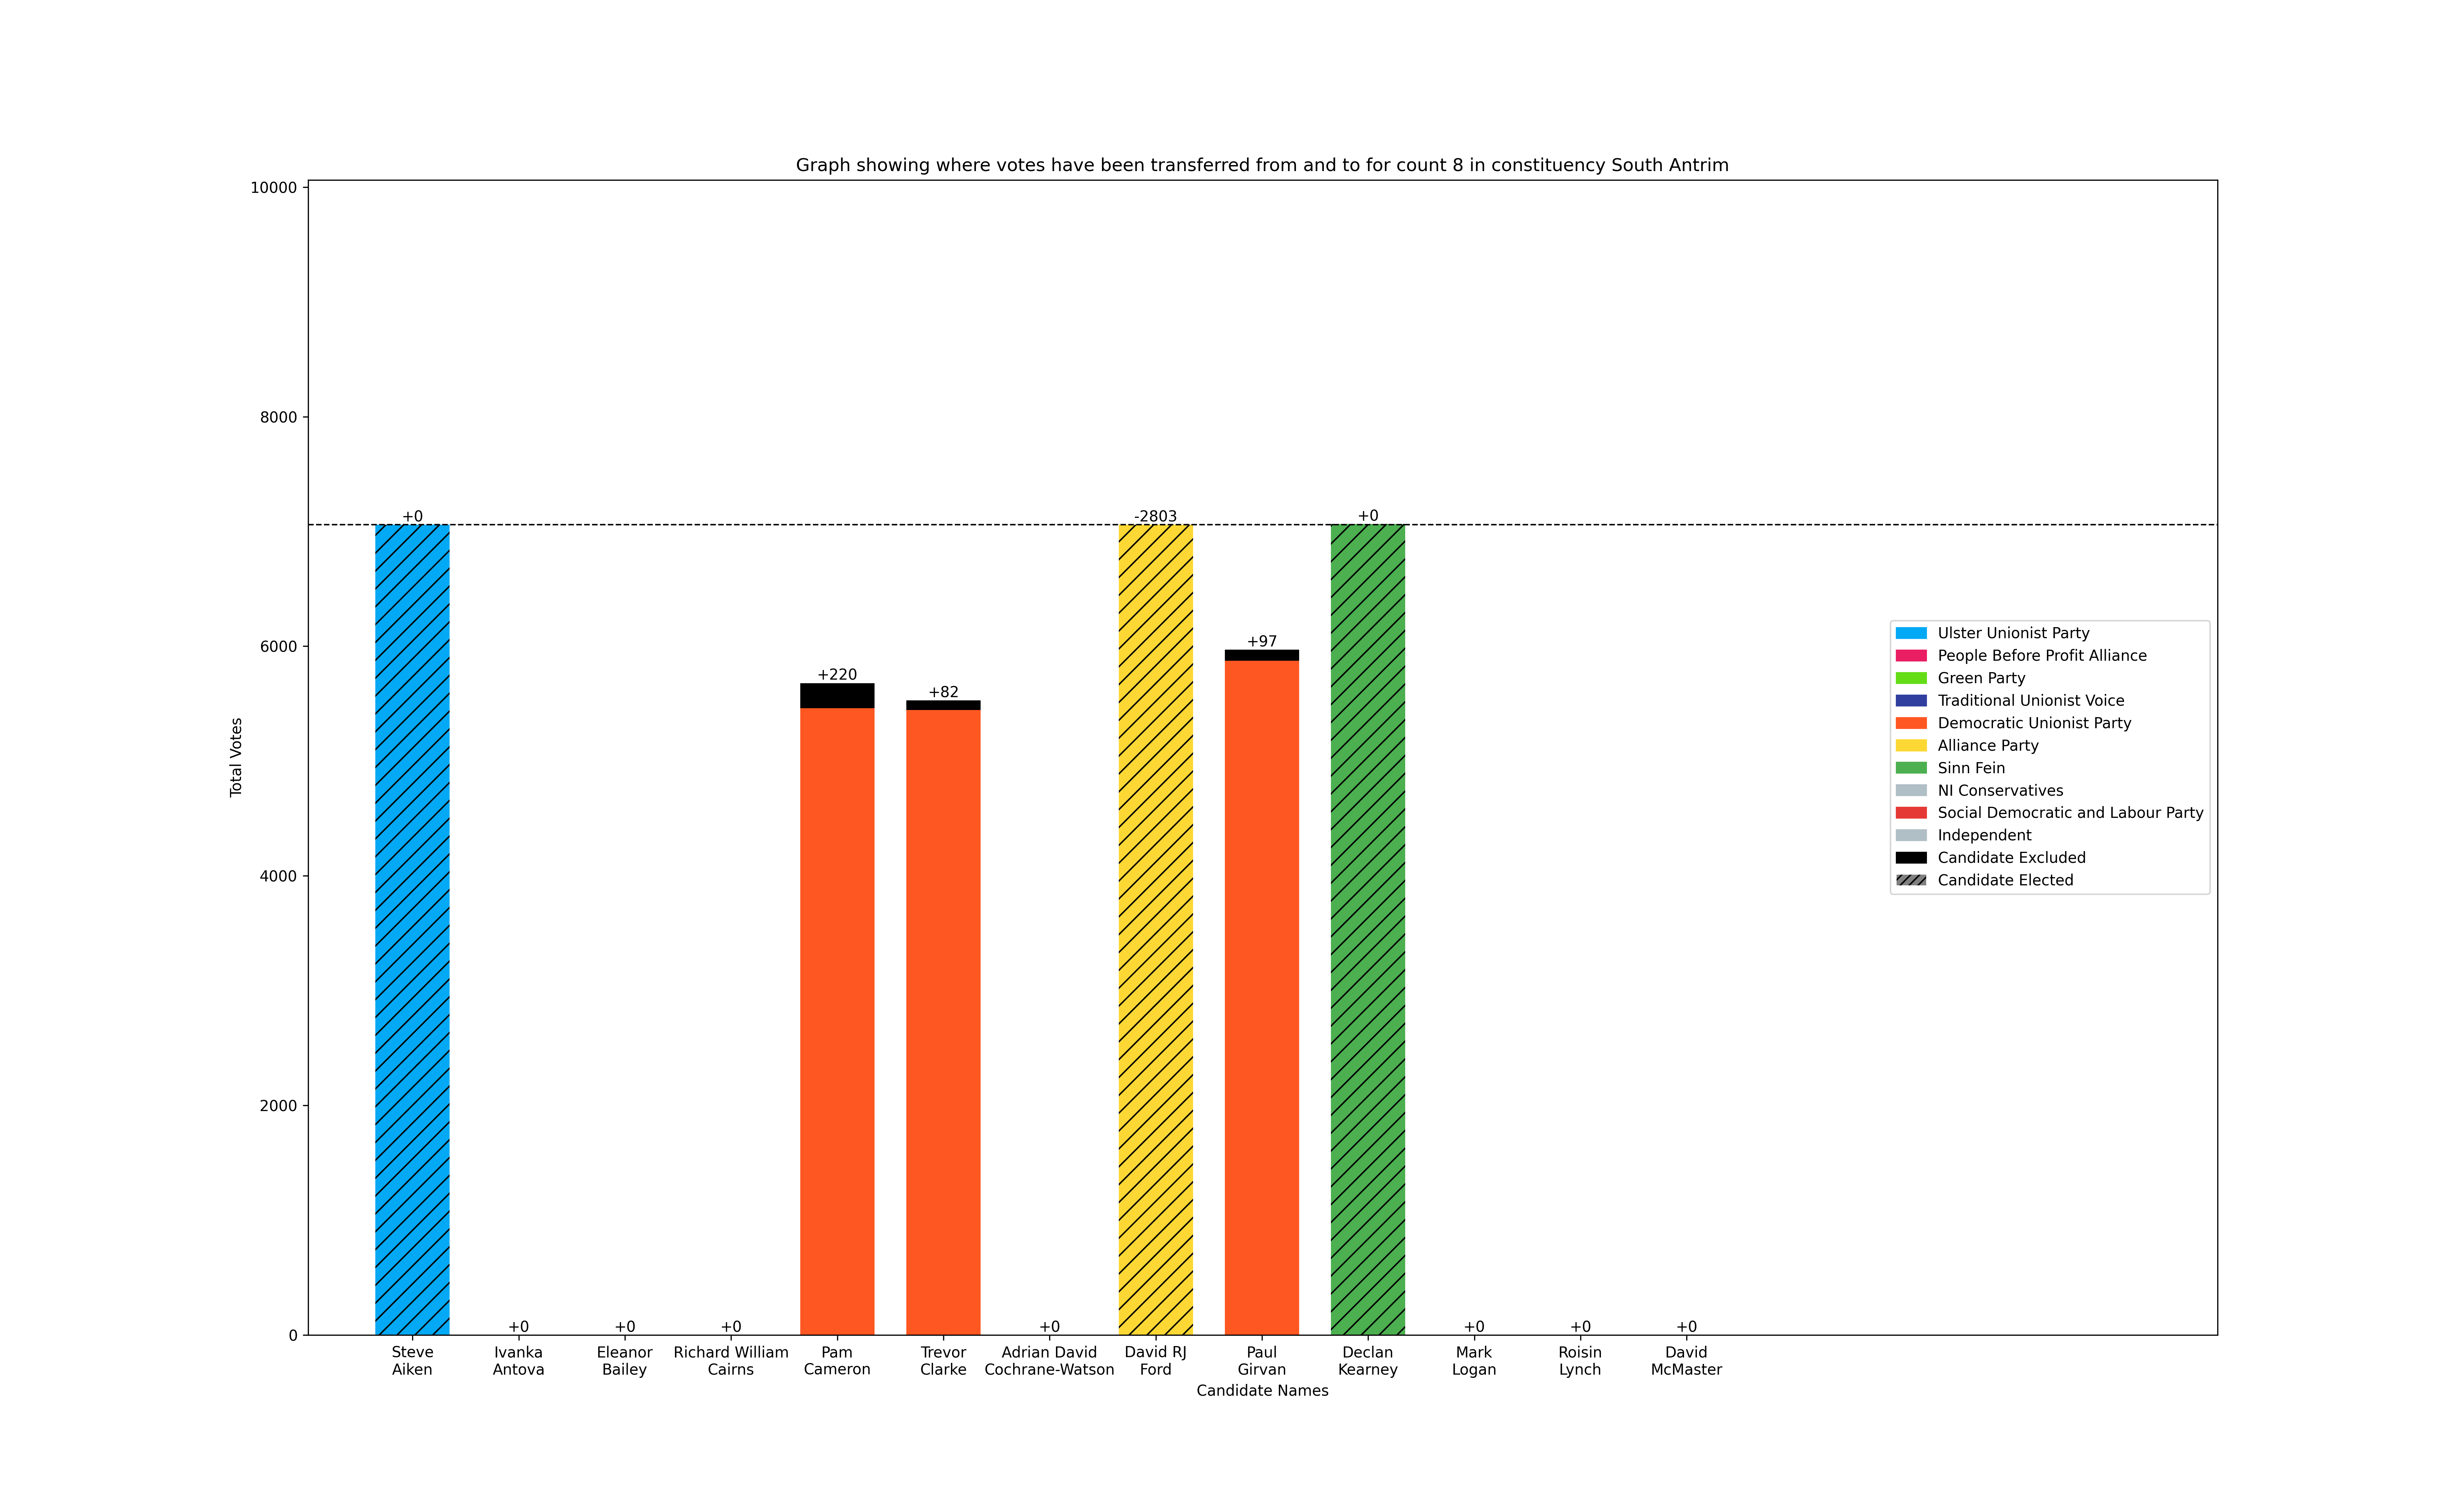 Graph showing where votes have been transferred from and to for count 8 in constituency South Antrim
10000
8000
6000
4000
2000
0
Total Votes
+0
+0
+0
+0
+220
+82
+0
-2803
+97
+0
+0
+0
+0
Steve
Aiken
Ivanka
Antova
Eleanor
Bailey
Richard William
Cairns
Pam
Cameron
Trevor
Clarke
Adrian David
Cochrane-Watson
David RJ
Ford
Paul
Girvan
Declan
Kearney
Mark
Logan
Roisin
Lynch
David
McMaster
Candidate Names
Ulster Unionist Party
People Before Profit Alliance
Green Party
Traditional Unionist Voice
Democratic Unionist Party
Alliance Party
Sinn Fein
NI Conservatives
Social Democratic and Labour Party
Independent
Candidate Excluded
Candidate Elected